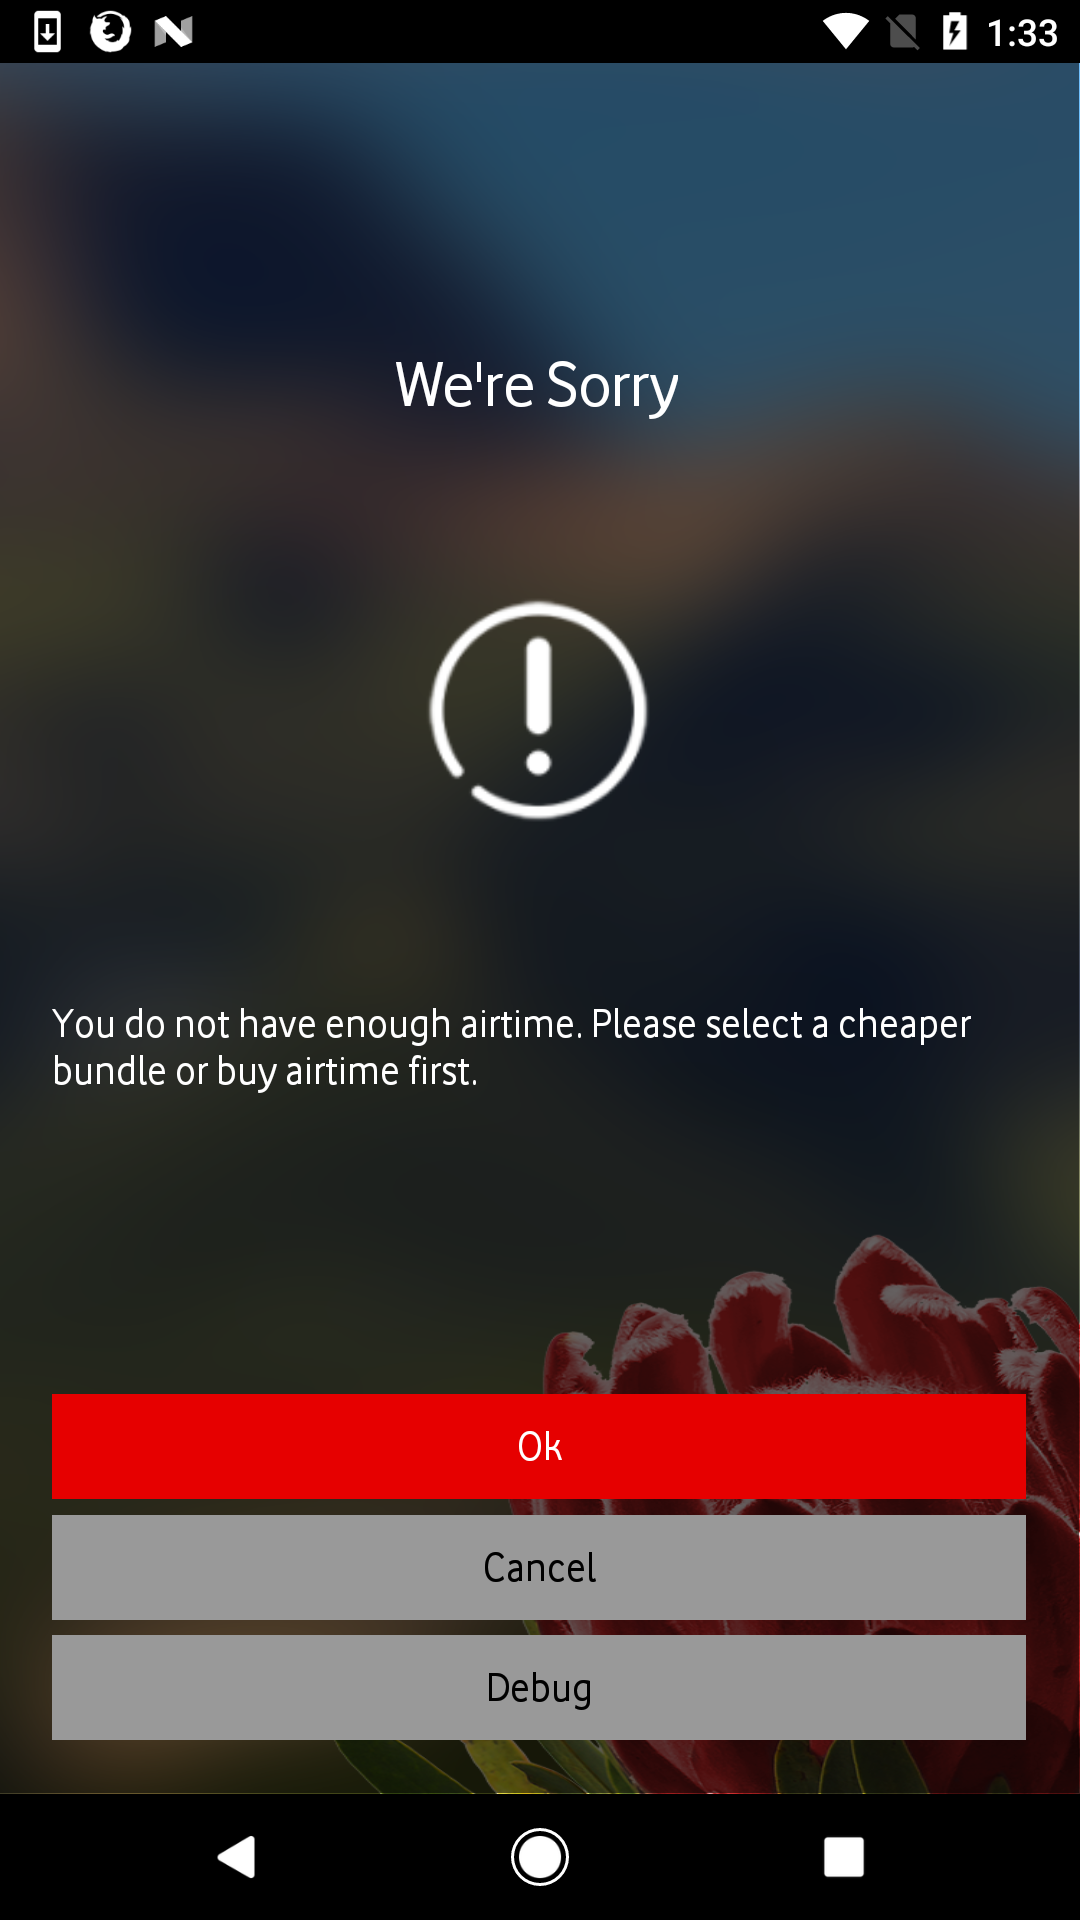 1:33
We're Sorry
You do not have enough airtime. Please select a cheaper
bundle or buy airtime first.
Ok
Cancel
Debug